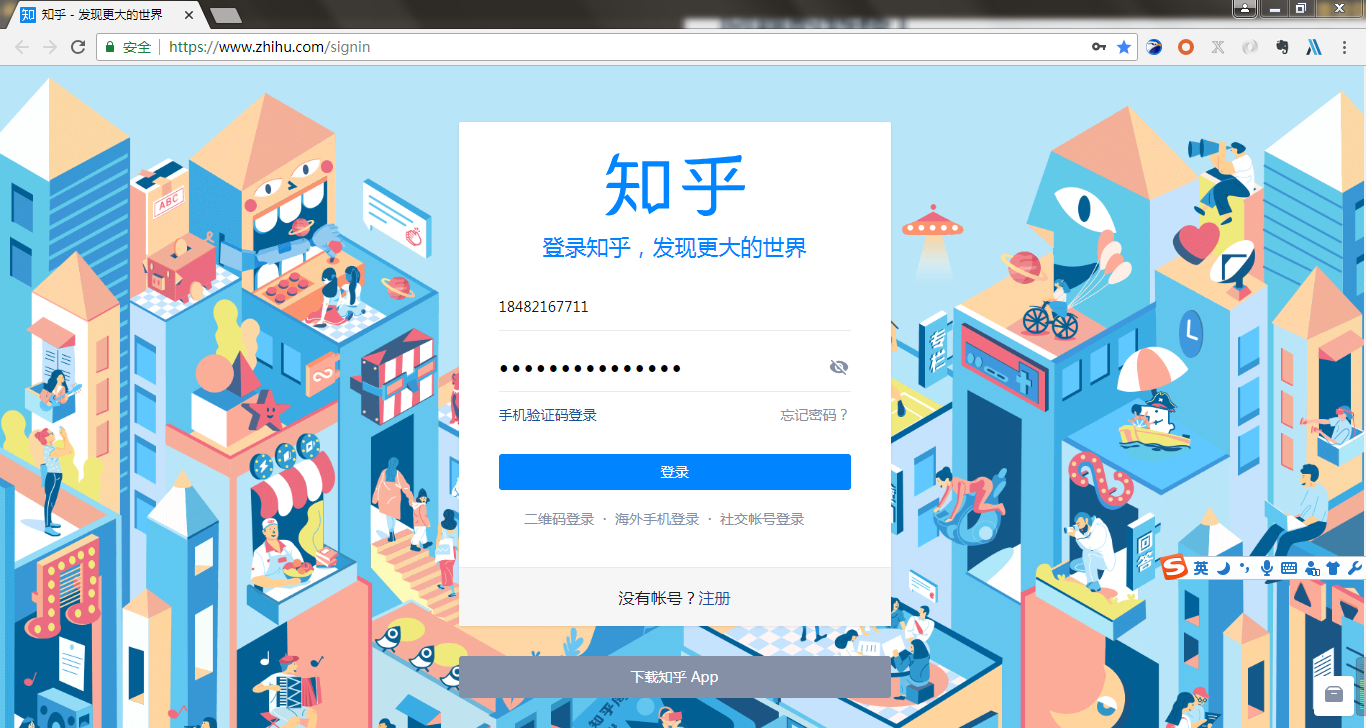 知 知乎 - 发现更大的世界
安全 https://www.zhihu.com/signin
知乎
登录知乎，发现更大的世界
18482167711
•••••••••••••••
手机验证码登录 忘记密码？
登录
二维码登录 · 海外手机登录 · 社交帐号登录
没有帐号？注册
下载知乎 App
ABC
专栏
回答
英